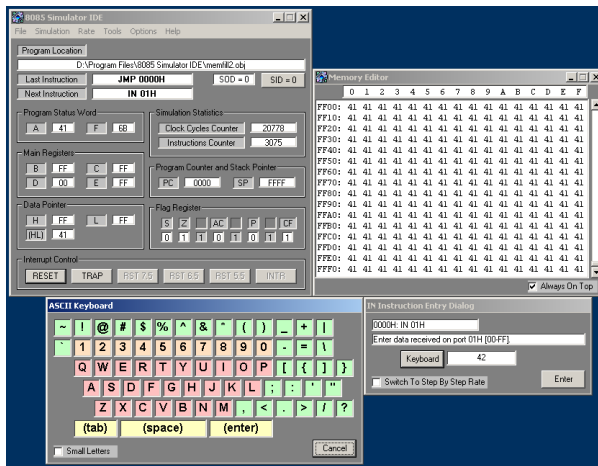 8085 Simulator IDE
File Simulation Rate Tools Options Help
Program Location
D:\Program Files\8085 Simulator IDE\memfill2.obj
Last Instruction JMP 0000H SOD = 0 SID = 0
Next Instruction IN 01H
Program Status Word
A 41 F 6B
Simulation Statistics
Clock Cycles Counter 20778
Instructions Counter 3075
Main Registers
B FF C FF
D 00 E FF
Program Counter and Stack Pointer
PC 0000 SP FFFF
Data Pointer
H FF L FF
(HL) 41
Flag Register
S Z AC P CF
0 1 1 0 1 0 1 1
Interrupt Control
RESET TRAP RST 7.5 RST 6.5 RST 5.5 INTR
Memory Editor
0 1 2 3 4 5 6 7 8 9 A B C D E F
FF00: 41 41 41 41 41 41 41 41 41 41 41 41 41 41 41 41
FF10: 41 41 41 41 41 41 41 41 41 41 41 41 41 41 41 41
FF20: 41 41 41 41 41 41 41 41 41 41 41 41 41 41 41 41
FF30: 41 41 41 41 41 41 41 41 41 41 41 41 41 41 41 41
FF40: 41 41 41 41 41 41 41 41 41 41 41 41 41 41 41 41
FF50: 41 41 41 41 41 41 41 41 41 41 41 41 41 41 41 41
FF60: 41 41 41 41 41 41 41 41 41 41 41 41 41 41 41 41
FF70: 41 41 41 41 41 41 41 41 41 41 41 41 41 41 41 41
FF80: 41 41 41 41 41 41 41 41 41 41 41 41 41 41 41 41
FF90: 41 41 41 41 41 41 41 41 41 41 41 41 41 41 41 41
FFA0: 41 41 41 41 41 41 41 41 41 41 41 41 41 41 41 41
FFB0: 41 41 41 41 41 41 41 41 41 41 41 41 41 41 41 41
FFC0: 41 41 41 41 41 41 41 41 41 41 41 41 41 41 41 41
FFD0: 41 41 41 41 41 41 41 41 41 41 41 41 41 41 41 41
FFE0: 41 41 41 41 41 41 41 41 41 41 41 41 41 41 41 41
FFF0: 41 41 41 41 41 41 41 41 41 41 41 41 41 41 41 41
Always On Top
ASCII Keyboard
~ ! @ # $ % ^ & * ( ) _ + |
` 1 2 3 4 5 6 7 8 9 0 - = \
Q W E R T Y U I O P [ { ] }
A S D F G H J K L ; : ' "
Z X C V B N M , < . > / ?
(tab) (space) (enter)
Small Letters
Cancel
IN Instruction Entry Dialog
0000H: IN 01H
Enter data received on port 01H [00-FF].
Keyboard 42
Switch To Step By Step Rate
Enter